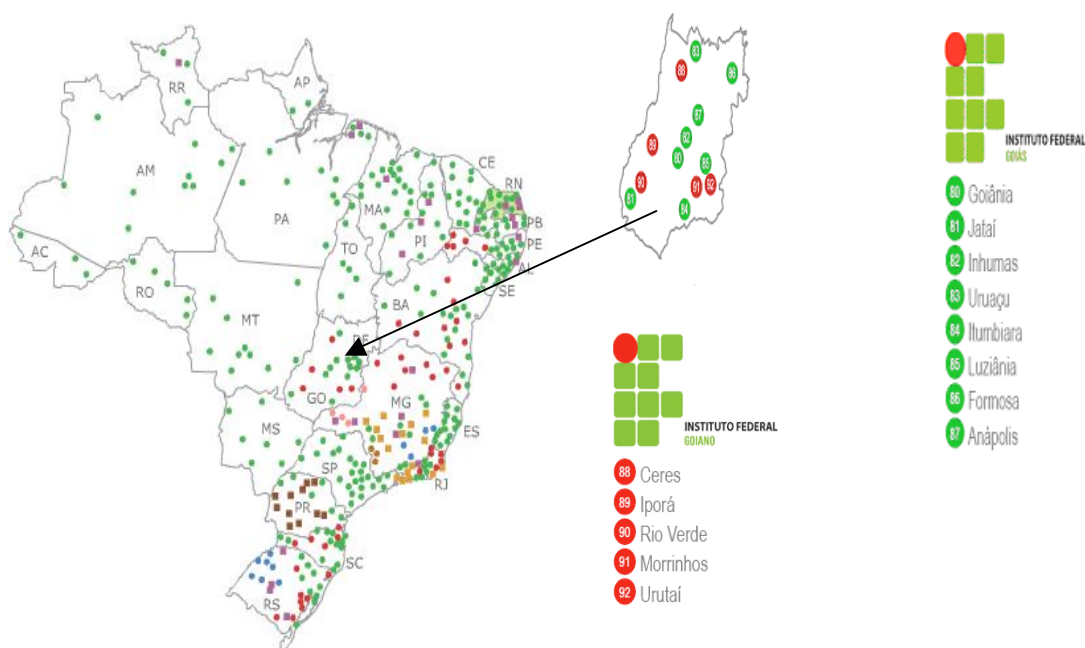 RR
AP
AM
PA
MA
CE
RN
PB
PE
AL
SE
PI
TO
AC
RO
MT
BA
DF
GO
MG
ES
MS
SP
RJ
PR
SC
RS
83
88
86
87
82
89
80
85
90
91
92
81
84
INSTITUTO FEDERAL
GOIANO
88 Ceres
89 Iporá
90 Rio Verde
91 Morrinhos
92 Urutaí
INSTITUTO FEDERAL
GOIÁS
80 Goiânia
81 Jataí
82 Inhumas
83 Uruaçu
84 Itumbiara
85 Luziânia
86 Formosa
87 Anápolis